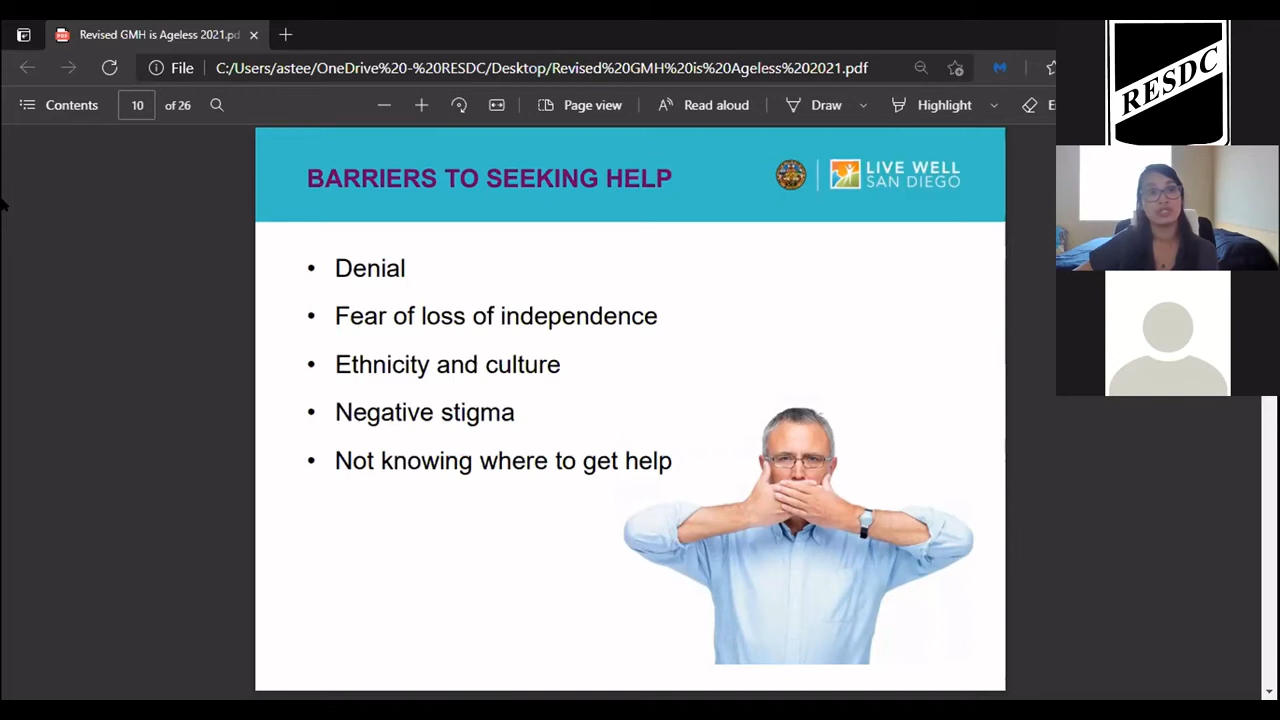 Revised GMH is Ageless 2021.pd
File
C:/Users/astee/OneDrive%20-%20RESDC/Desktop/Revised%20GMH%20is%20Ageless%202021.pdf
Contents
10
of 26
Page view
Read aloud
Draw
Highlight
E
RESDC
BARRIERS TO SEEKING HELP
LIVE WELL
SAN DIEGO
• Denial
• Fear of loss of independence
• Ethnicity and culture
• Negative stigma
• Not knowing where to get help